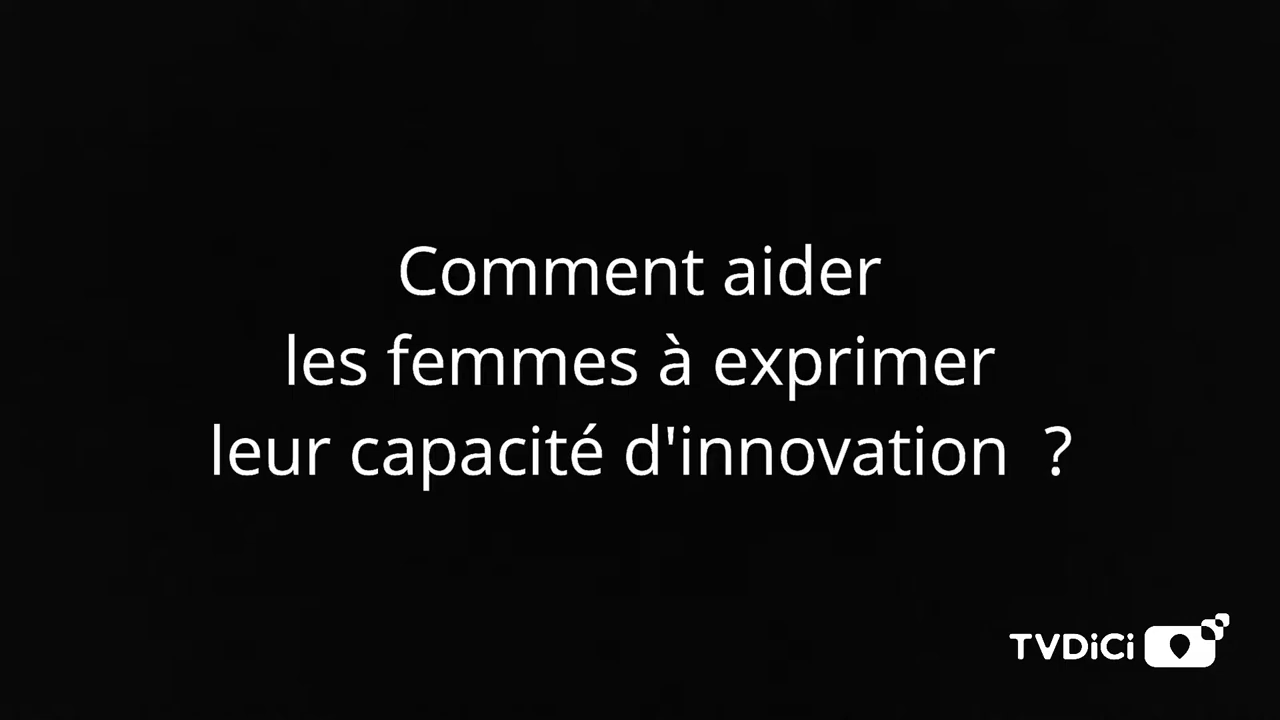 Comment aider
les femmes à exprimer
leur capacité d'innovation  ?
TVDiCi